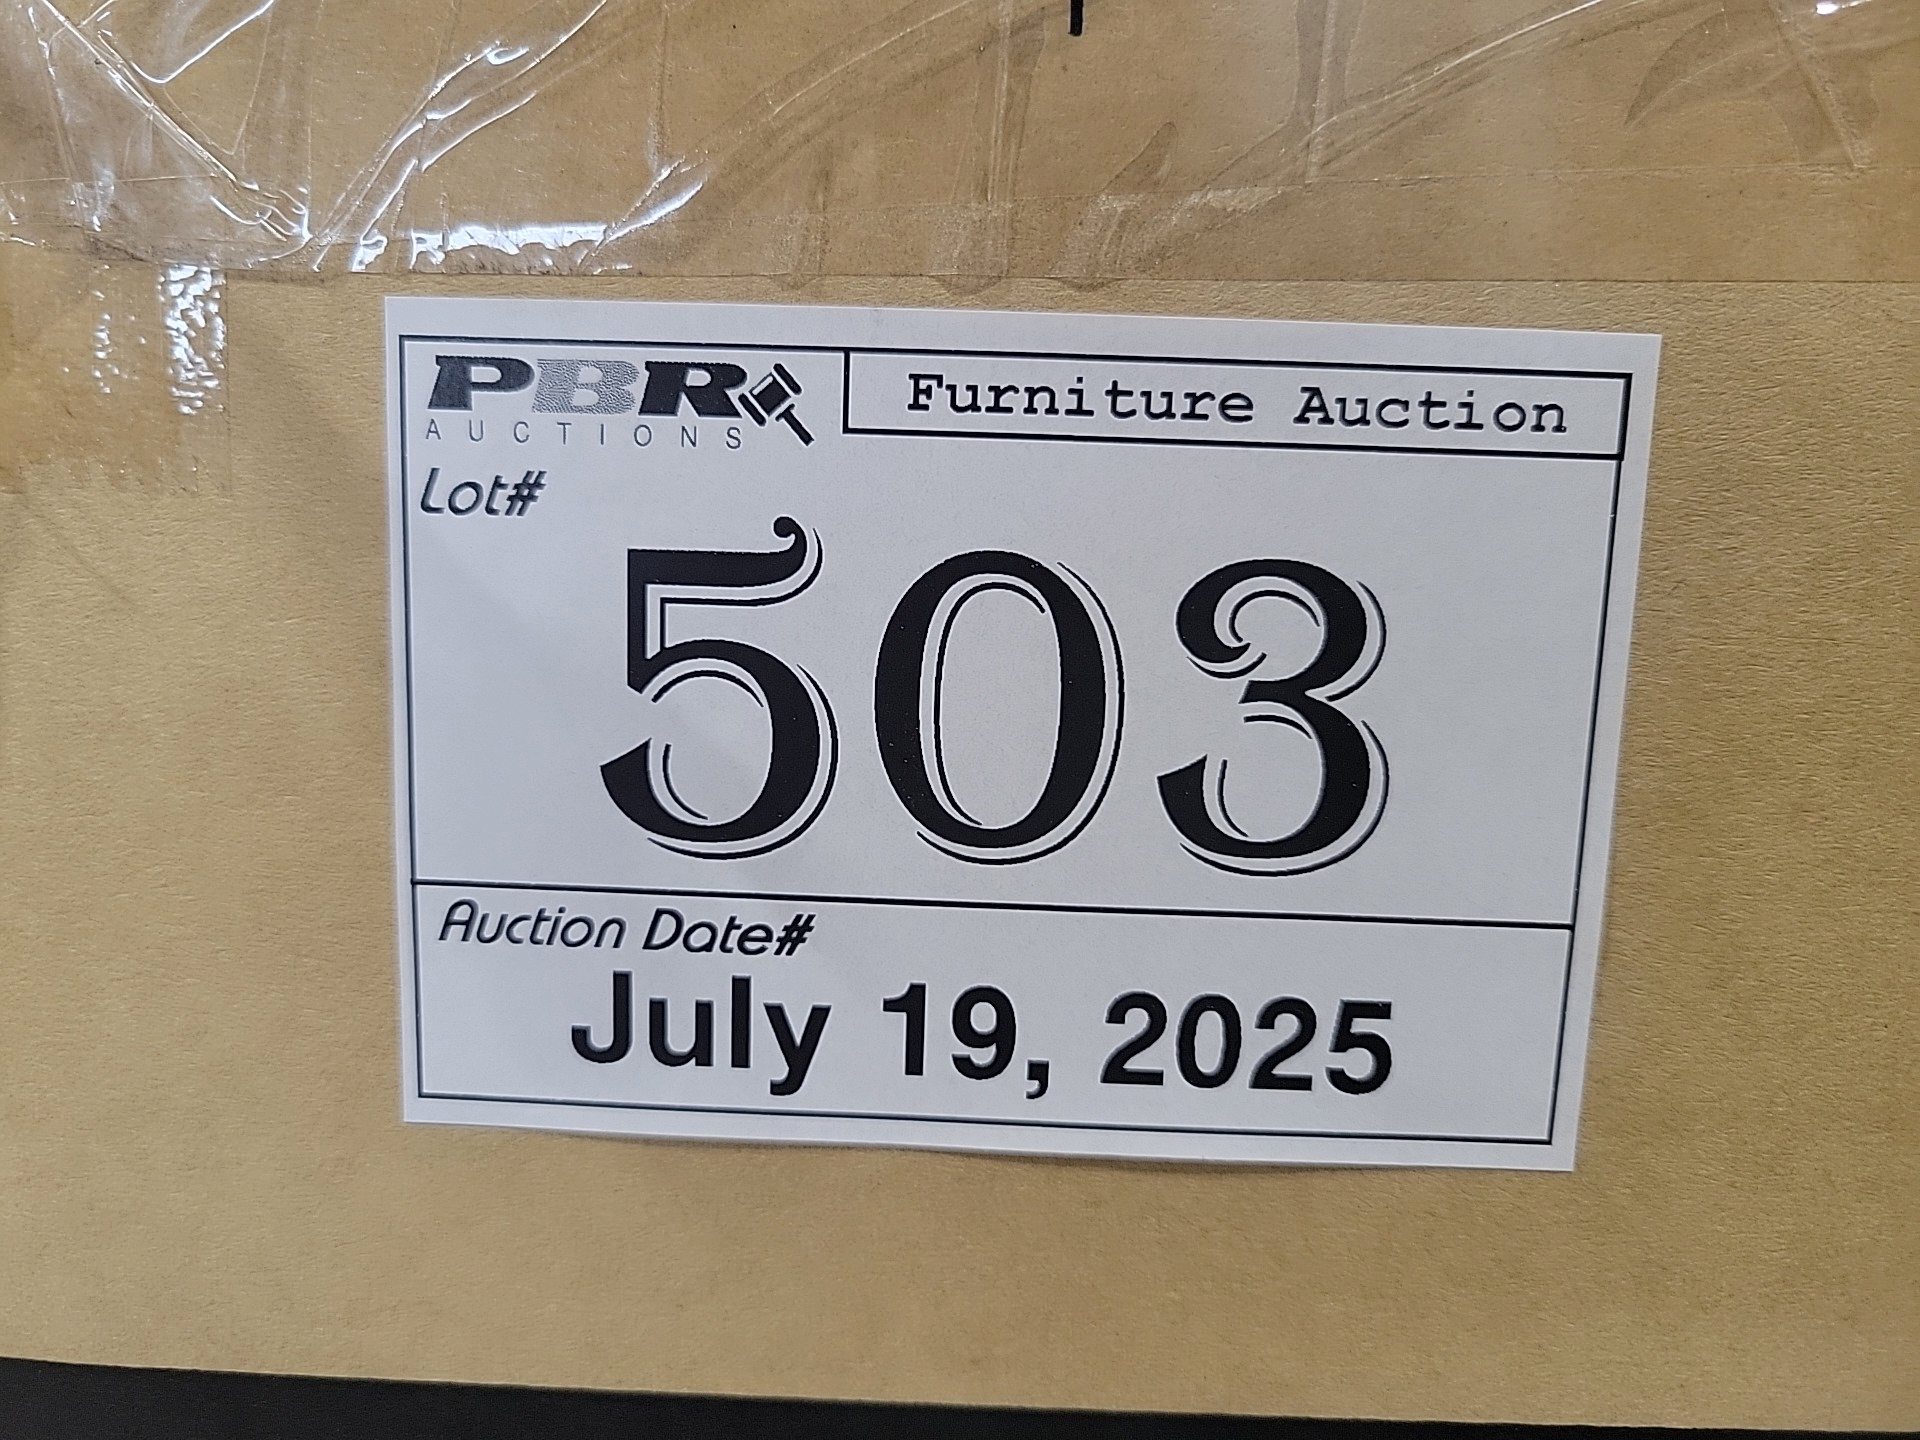 PBR
AUCTIONS
Furniture Auction
Lot#
503
Auction Date#
July 19, 2025